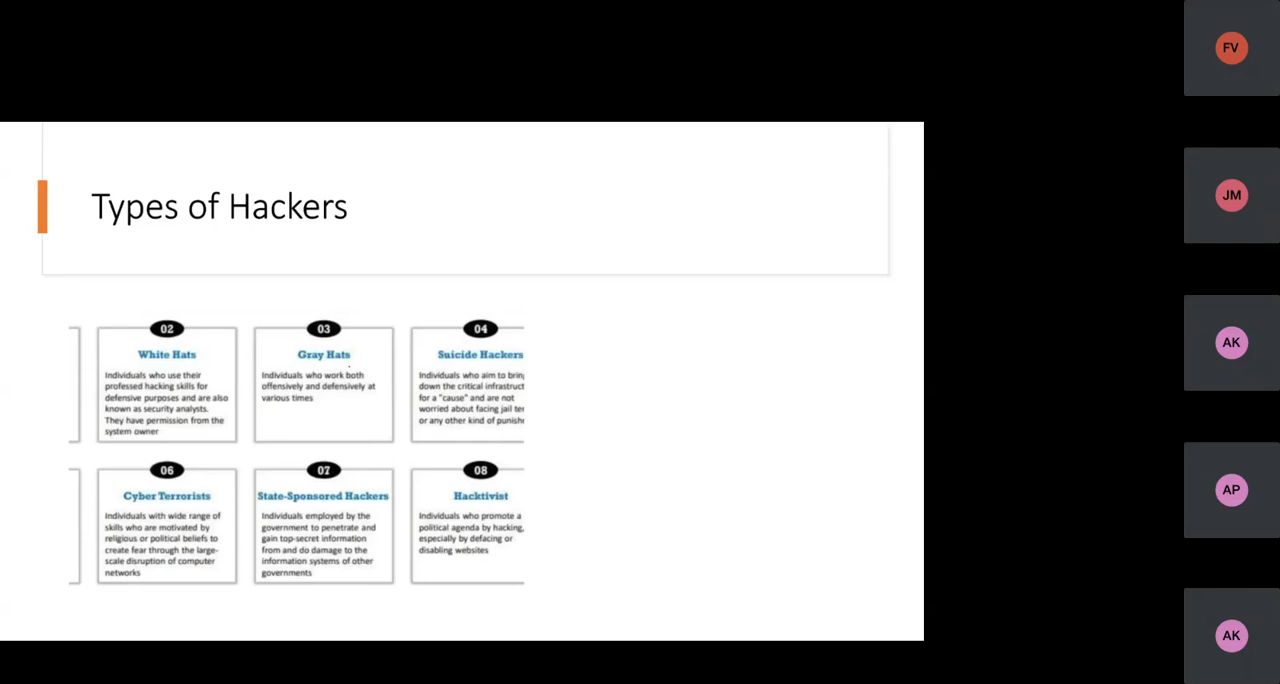 Types of Hackers
02
White Hats
Individuals who use their
professed hacking skills for
defensive purposes and are also
known as security analysts.
They have permission from the
system owner
03
Gray Hats
Individuals who work both
offensively and defensively at
various times
04
Suicide Hackers
Individuals who aim to bring
down the critical infrastruct
for a "cause" and are not
worried about facing jail ter
or any other kind of punishm
06
Cyber Terrorists
Individuals with wide range of
skills who are motivated by
religious or political beliefs to
create fear through the large-
scale disruption of computer
networks
07
State-Sponsored Hackers
Individuals employed by the
government to penetrate and
gain top-secret information
from and do damage to the
information systems of other
governments
08
Hacktivist
Individuals who promote a
political agenda by hacking,
especially by defacing or
disabling websites
FV
JM
AK
AP
AK